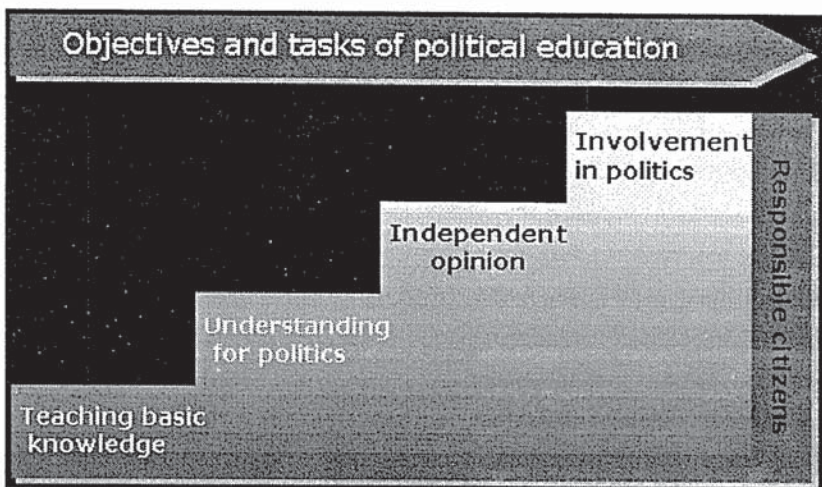 Objectives and tasks of political education
Involvement
in politics
Independent
opinion
Understanding
for politics
Teaching basic
knowledge
Responsible citizens